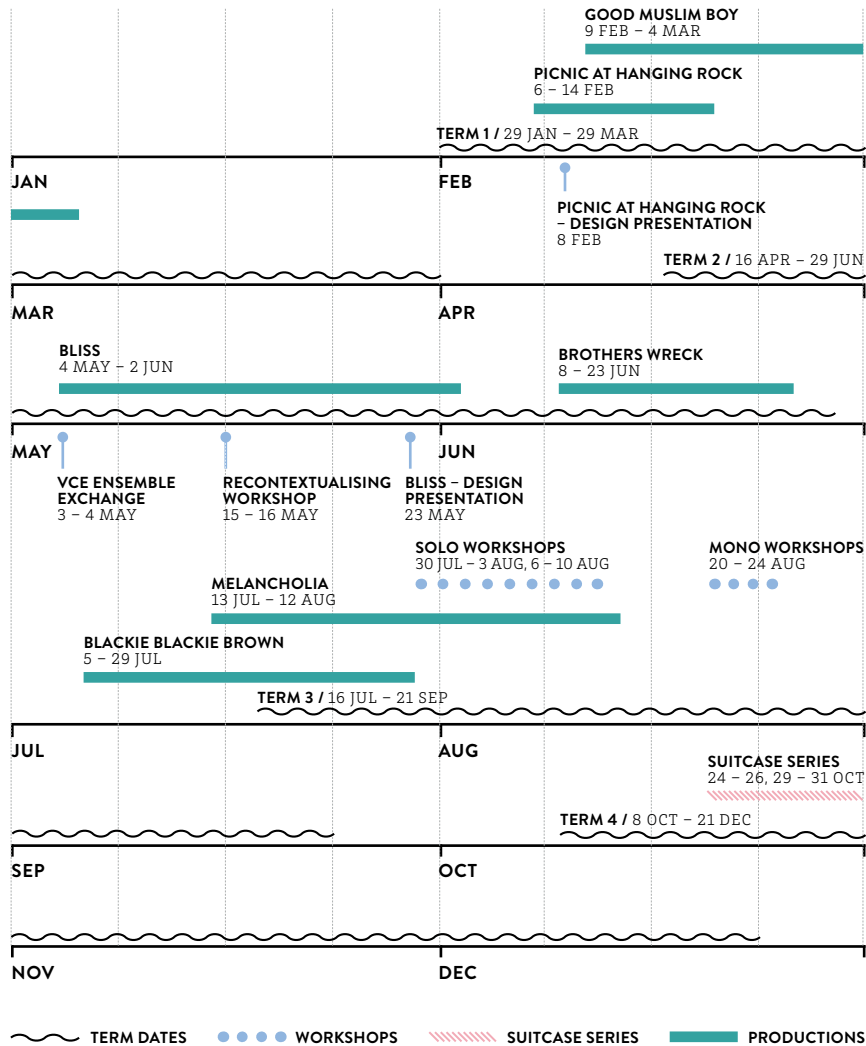 GOOD MUSLIM BOY
9 FEB – 4 MAR
PICNIC AT HANGING ROCK
6 – 14 FEB
TERM 1 / 29 JAN – 29 MAR
JAN
FEB
PICNIC AT HANGING ROCK
– DESIGN PRESENTATION
8 FEB
TERM 2 / 16 APR – 29 JUN
MAR
APR
BLISS
4 MAY – 2 JUN
BROTHERS WRECK
8 – 23 JUN
MAY
JUN
VCE ENSEMBLE
EXCHANGE
3 – 4 MAY
RECONTEXTUALISING
WORKSHOP
15 – 16 MAY
BLISS – DESIGN
PRESENTATION
23 MAY
SOLO WORKSHOPS
30 JUL – 3 AUG, 6 – 10 AUG
MONO WORKSHOPS
20 – 24 AUG
MELANCHOLIA
13 JUL – 12 AUG
BLACKIE BLACKIE BROWN
5 – 29 JUL
TERM 3 / 16 JUL – 21 SEP
JUL
AUG
SUITCASE SERIES
24 – 26, 29 – 31 OCT
TERM 4 / 8 OCT – 21 DEC
SEP
OCT
NOV
DEC
TERM DATES
WORKSHOPS
SUITCASE SERIES
PRODUCTIONS